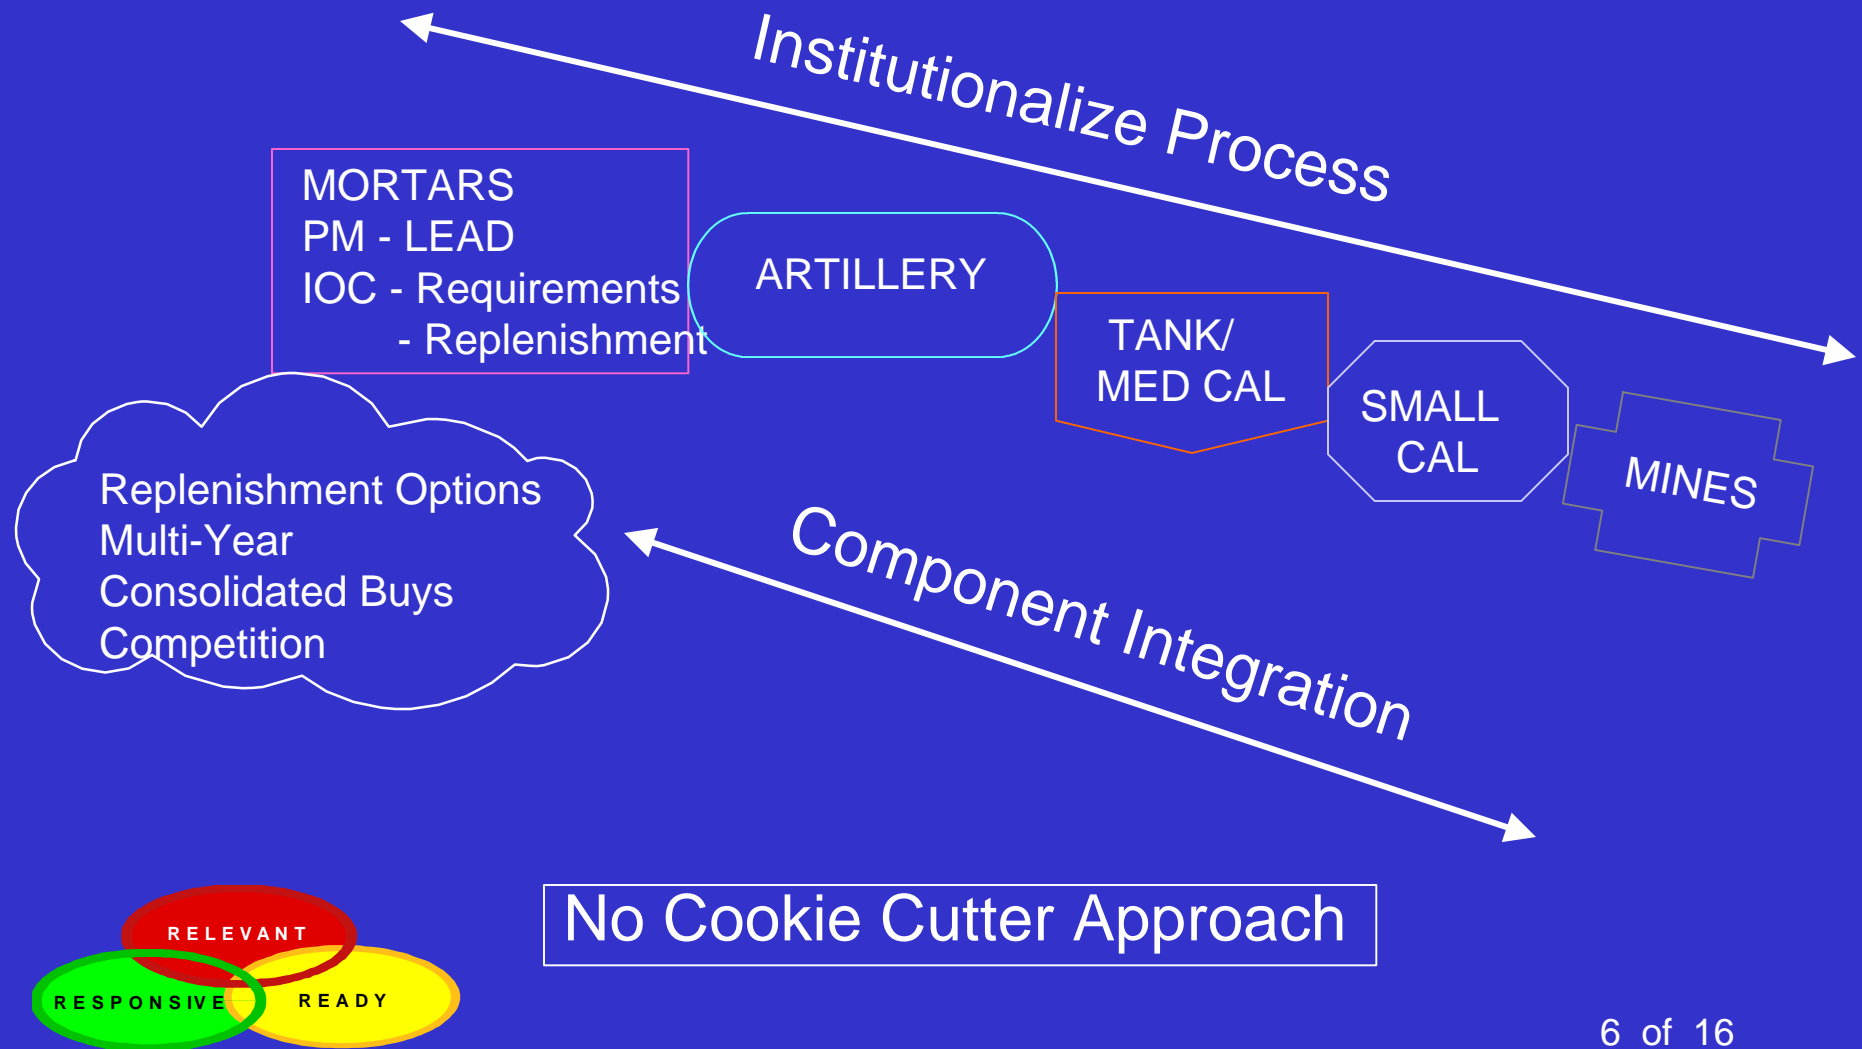 Institutionalize Process
MORTARS
PM - LEAD
IOC - Requirements
- Replenishment
ARTILLERY
TANK/
MED CAL
SMALL
CAL
MINES
Replenishment Options
Multi-Year
Consolidated Buys
Competition
Component Integration
No Cookie Cutter Approach
RELEVANT
RESPONSIVE
READY
6 of 16